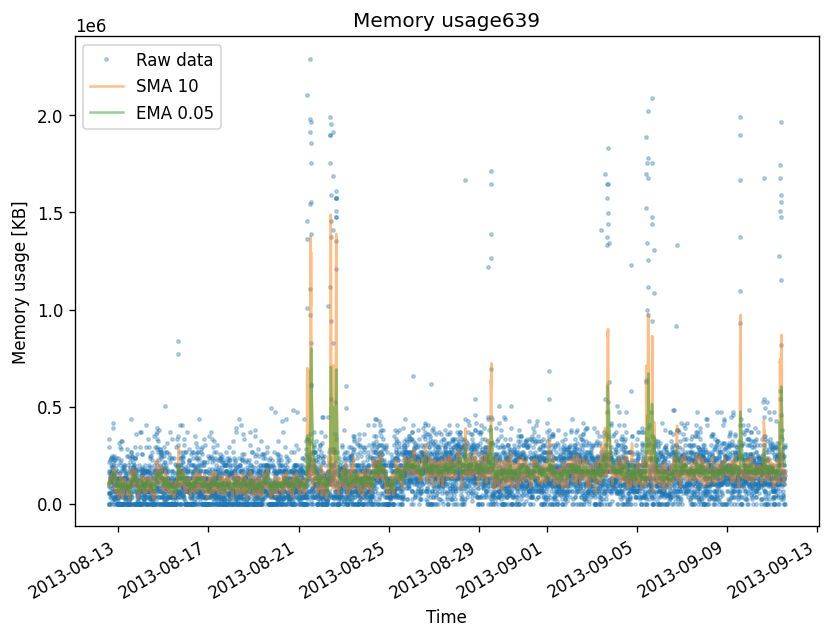 Memory usage639
1e6
Raw data
SMA 10
EMA 0.05
2.0
1.5
1.0
0.5
0.0
Memory usage [KB]
2013-08-13
2013-08-17
2013-08-21
2013-08-25
2013-08-29
2013-09-01
2013-09-05
2013-09-09
2013-09-13
Time